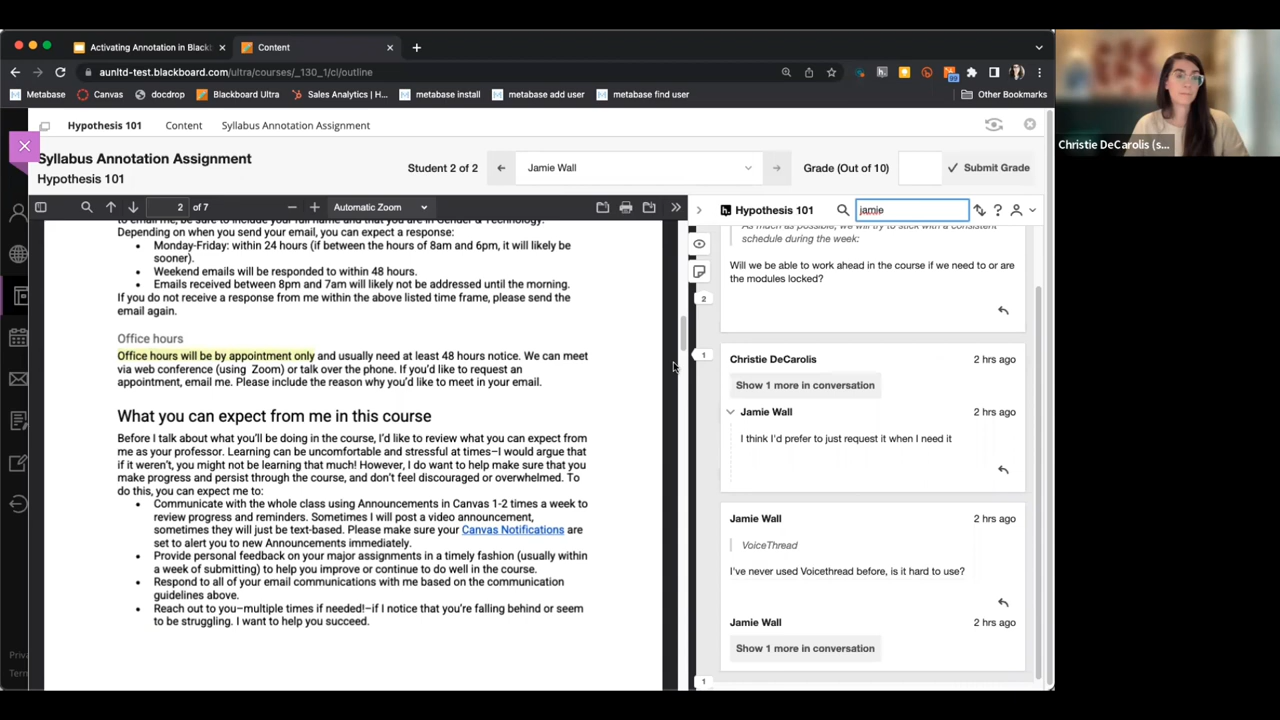 Activating Annotation in Black
Content
aunltd-test.blackboard.com/ultra/courses/_130_1/cl/outline
99
Metabase
Canvas
docdrop
Blackboard Ultra
Sales Analytics | H...
metabase install
metabase add user
metabase find user
Other Bookmarks
Hypothesis 101
Content
Syllabus Annotation Assignment
Syllabus Annotation Assignment
Hypothesis 101
Student 2 of 2
Jamie Wall
Grade (Out of 10)
Submit Grade
2
of 7
Automatic Zoom
Depending on when you send your email, you can expect a response:
Monday-Friday: within 24 hours (if between the hours of 8am and 6pm, it will likely be
sooner).
Weekend emails will be responded to within 48 hours.
Emails received between 8pm and 7am will likely not be addressed until the morning.
If you do not receive a response from me within the above listed time frame, please send the
email again.
Office hours
Office hours will be by appointment only and usually need at least 48 hours notice. We can meet
via web conference (using Zoom) or talk over the phone. If you'd like to request an
appointment, email me. Please include the reason why you'd like to meet in your email.
What you can expect from me in this course
Before I talk about what you'll be doing in the course, I'd like to review what you can expect from
me as your professor. Learning can be uncomfortable and stressful at times–I would argue that
if it weren't, you might not be learning that much! However, I do want to help make sure that you
make progress and persist through the course, and don't feel discouraged or overwhelmed. To
do this, you can expect me to:
Communicate with the whole class using Announcements in Canvas 1-2 times a week to
review progress and reminders. Sometimes I will post a video announcement,
sometimes they will just be text-based. Please make sure your Canvas Notifications are
set to alert you to new Announcements immediately.
Provide personal feedback on your major assignments in a timely fashion (usually within
a week of submitting) to help you improve or continue to do well in the course.
Respond to all of your email communications with me based on the communication
guidelines above.
Reach out to you–multiple times if needed!–if I notice that you're falling behind or seem
to be struggling. I want to help you succeed.
h. Hypothesis 101
jamie
2
1
1
schedule during the week:
Will we be able to work ahead in the course if we need to or are
the modules locked?
Christie DeCarolis
2 hrs ago
Show 1 more in conversation
Jamie Wall
2 hrs ago
I think I'd prefer to just request it when I need it
Jamie Wall
2 hrs ago
VoiceThread
I've never used Voicethread before, is it hard to use?
Jamie Wall
2 hrs ago
Show 1 more in conversation
Priva
Term
Christie DeCarolis (s...